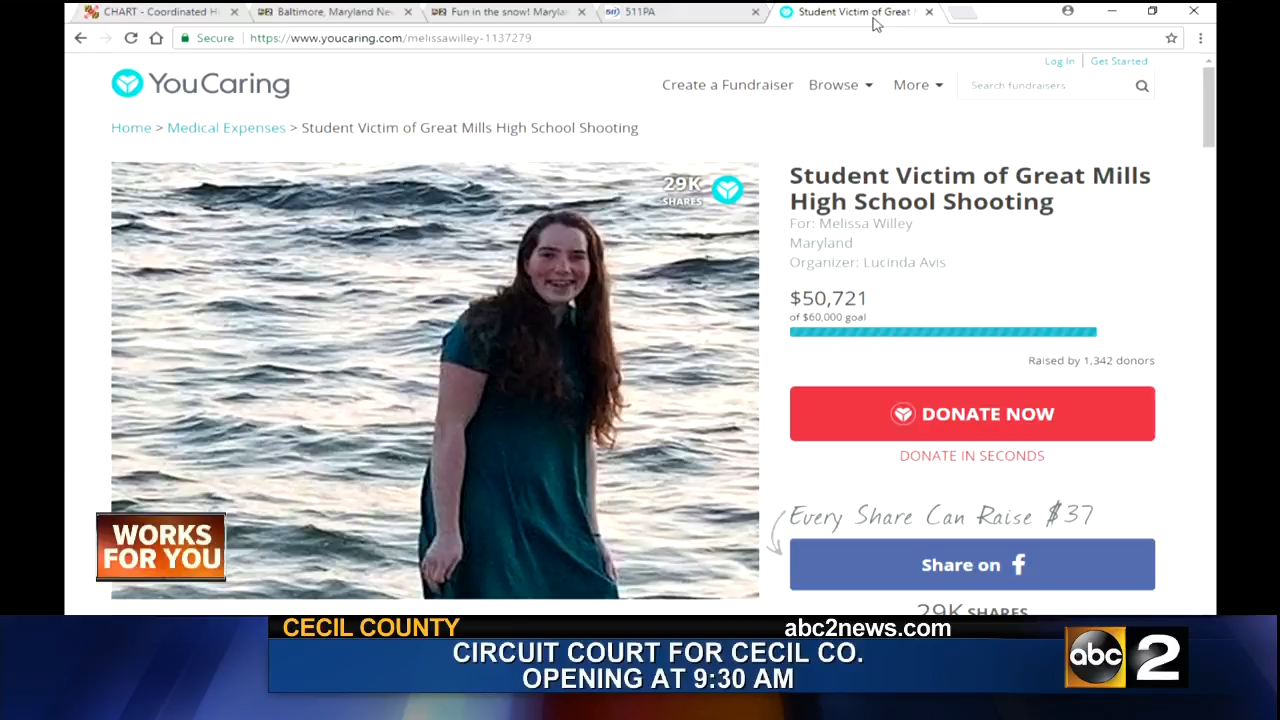 CHART - Coordinated H
Baltimore, Maryland Nev
Fun in the snow! Maryla
511PA
Student Victim of Great
Secure
https://www.youcaring.com/melissawilley-1137279
Log In
Get Started
YouCaring
Create a Fundraiser
Browse
More
Search fundraisers
Home > Medical Expenses > Student Victim of Great Mills High School Shooting
29K
SHARES
Student Victim of Great Mills
High School Shooting
For: Melissa Willey
Maryland
Organizer: Lucinda Avis
$50,721
of $60,000 goal
Raised by 1,342 donors
DONATE NOW
DONATE IN SECONDS
Every Share Can Raise $37
Share on f
29K SHARES
WORKS
FOR YOU
CECIL COUNTY
abc2news.com
CIRCUIT COURT FOR CECIL CO.
OPENING AT 9:30 AM
abc 2